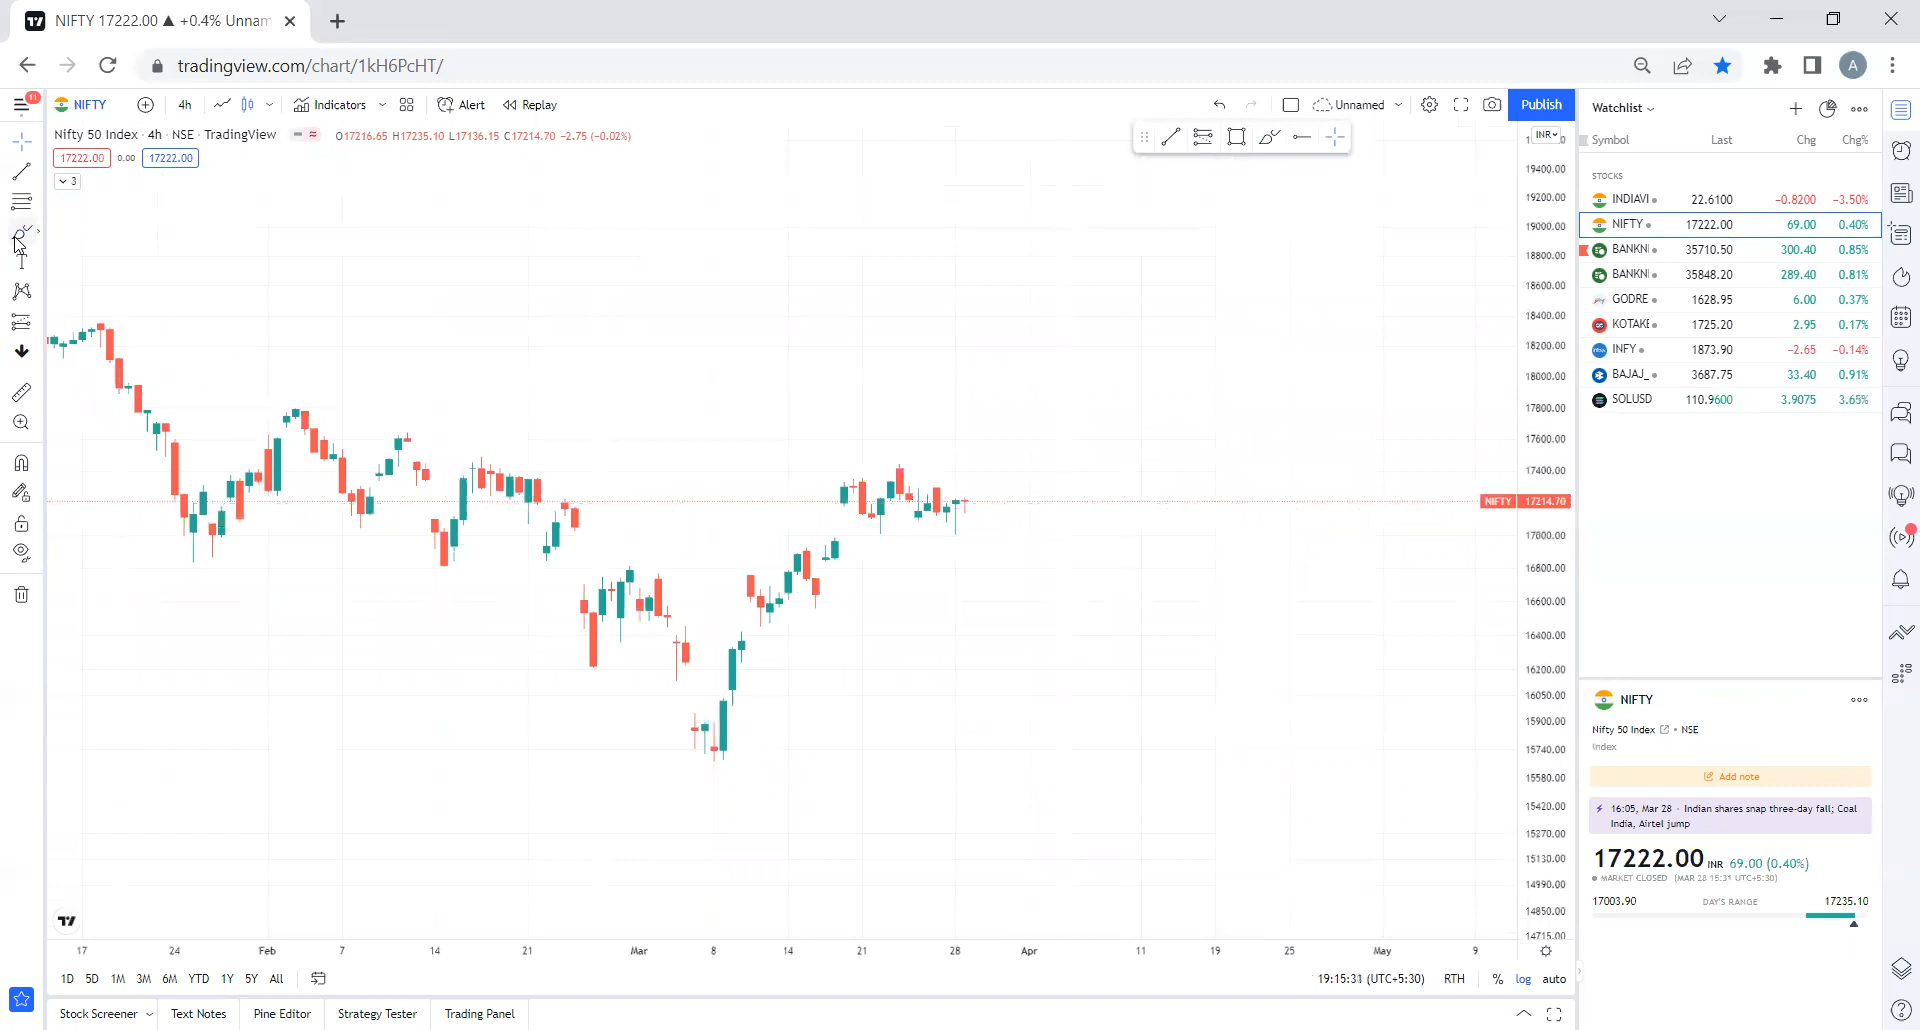 NIFTY 17222.00 ▲ +0.4% Unnam
tradingview.com/chart/1kH6PcHT/
A
11
NIFTY
4h
Indicators
Alert
Replay
Unnamed
Publish
Nifty 50 Index · 4h · NSE · TradingView
O17216.65 H17235.10 L17136.15 C17214.70 −2.75 (−0.02%)
17222.00
0.00
17222.00
3
INR
19400.00
19200.00
19000.00
18800.00
18600.00
18400.00
18200.00
18000.00
17800.00
17600.00
17400.00
NIFTY 17214.70
17000.00
16800.00
16600.00
16400.00
16200.00
16050.00
15900.00
15740.00
15580.00
15420.00
15270.00
15130.00
14990.00
14850.00
14715.00
17 24 Feb 7 14 21 Mar 8 14 21 28 Apr 11 19 25 May 9
1D 5D 1M 3M 6M YTD 1Y 5Y All
19:15:31 (UTC+5:30) RTH % log auto
Stock Screener
Text Notes
Pine Editor
Strategy Tester
Trading Panel
Watchlist
Symbol Last Chg Chg%
STOCKS
INDIAVI 22.6100 −0.8200 −3.50%
NIFTY 17222.00 69.00 0.40%
BANKNI 35710.50 300.40 0.85%
BANKNI 35848.20 289.40 0.81%
GODRE 1628.95 6.00 0.37%
KOTAKE 1725.20 2.95 0.17%
INFY 1873.90 −2.65 −0.14%
BAJAJ_ 3687.75 33.40 0.91%
SOLUSD 110.9600 3.9075 3.65%
NIFTY
Nifty 50 Index • NSE
Index
Add note
16:05, Mar 28 · Indian shares snap three-day fall; Coal
India, Airtel jump
17222.00 INR 69.00 (0.40%)
MARKET CLOSED (MAR 28 15:31 UTC+5:30)
17003.90 DAY'S RANGE 17235.10